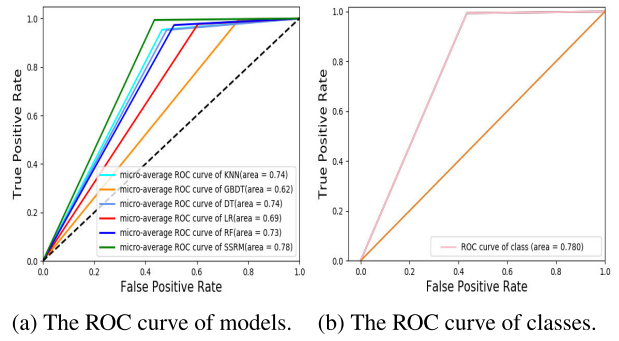 True Positive Rate
1.0
0.8
0.6
0.4
0.2
0.0
micro-average ROC curve of KNN(area = 0.74)
micro-average ROC curve of GBDT(area = 0.62)
micro-average ROC curve of DT(area = 0.74)
micro-average ROC curve of LR(area = 0.69)
micro-average ROC curve of RF(area = 0.73)
micro-average ROC curve of SSRM(area = 0.78)
0.0 0.2 0.4 0.6 0.8 1.0
False Positive Rate
(a) The ROC curve of models.
True Positive Rate
1.0
0.8
0.6
0.4
0.2
0.0
ROC curve of class (area = 0.780)
0.0 0.2 0.4 0.6 0.8 1.0
False Positive Rate
(b) The ROC curve of classes.